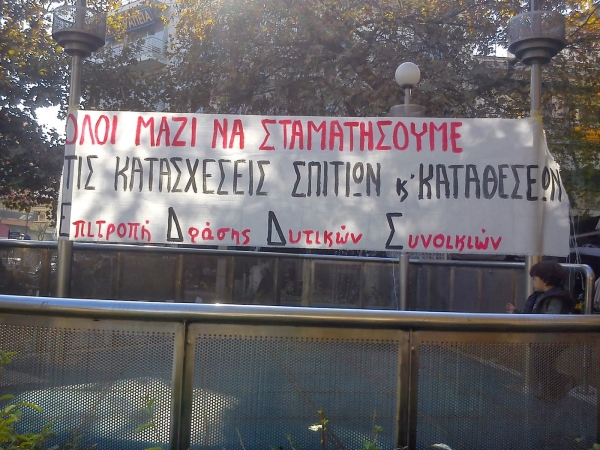 ΟΛΟΙ ΜΑΖΙ ΝΑ ΣΤΑΜΑΤΗΣΟΥΜΕ
ΤΙΣ ΚΑΤΑΣΧΕΣΕΙΣ ΣΠΙΤΙΩΝ κ' ΚΑΤΑΘΕΣΕΩΝ
Επιτροπή Δράσης Δυτικών Συνοικιών